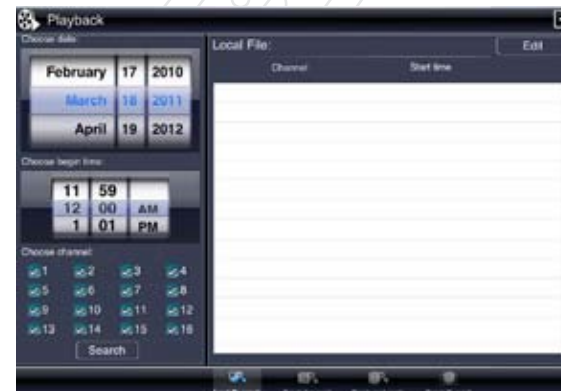 Playback
Choose date:
February 17 2010
March 18 2011
April 19 2012
Choose begin time:
11 59
12 00 AM
1 01 PM
Choose channel:
1 2 3 4
5 6 7 8
9 10 11 12
13 14 15 16
Search
Local File:
Edit
Channel Start time